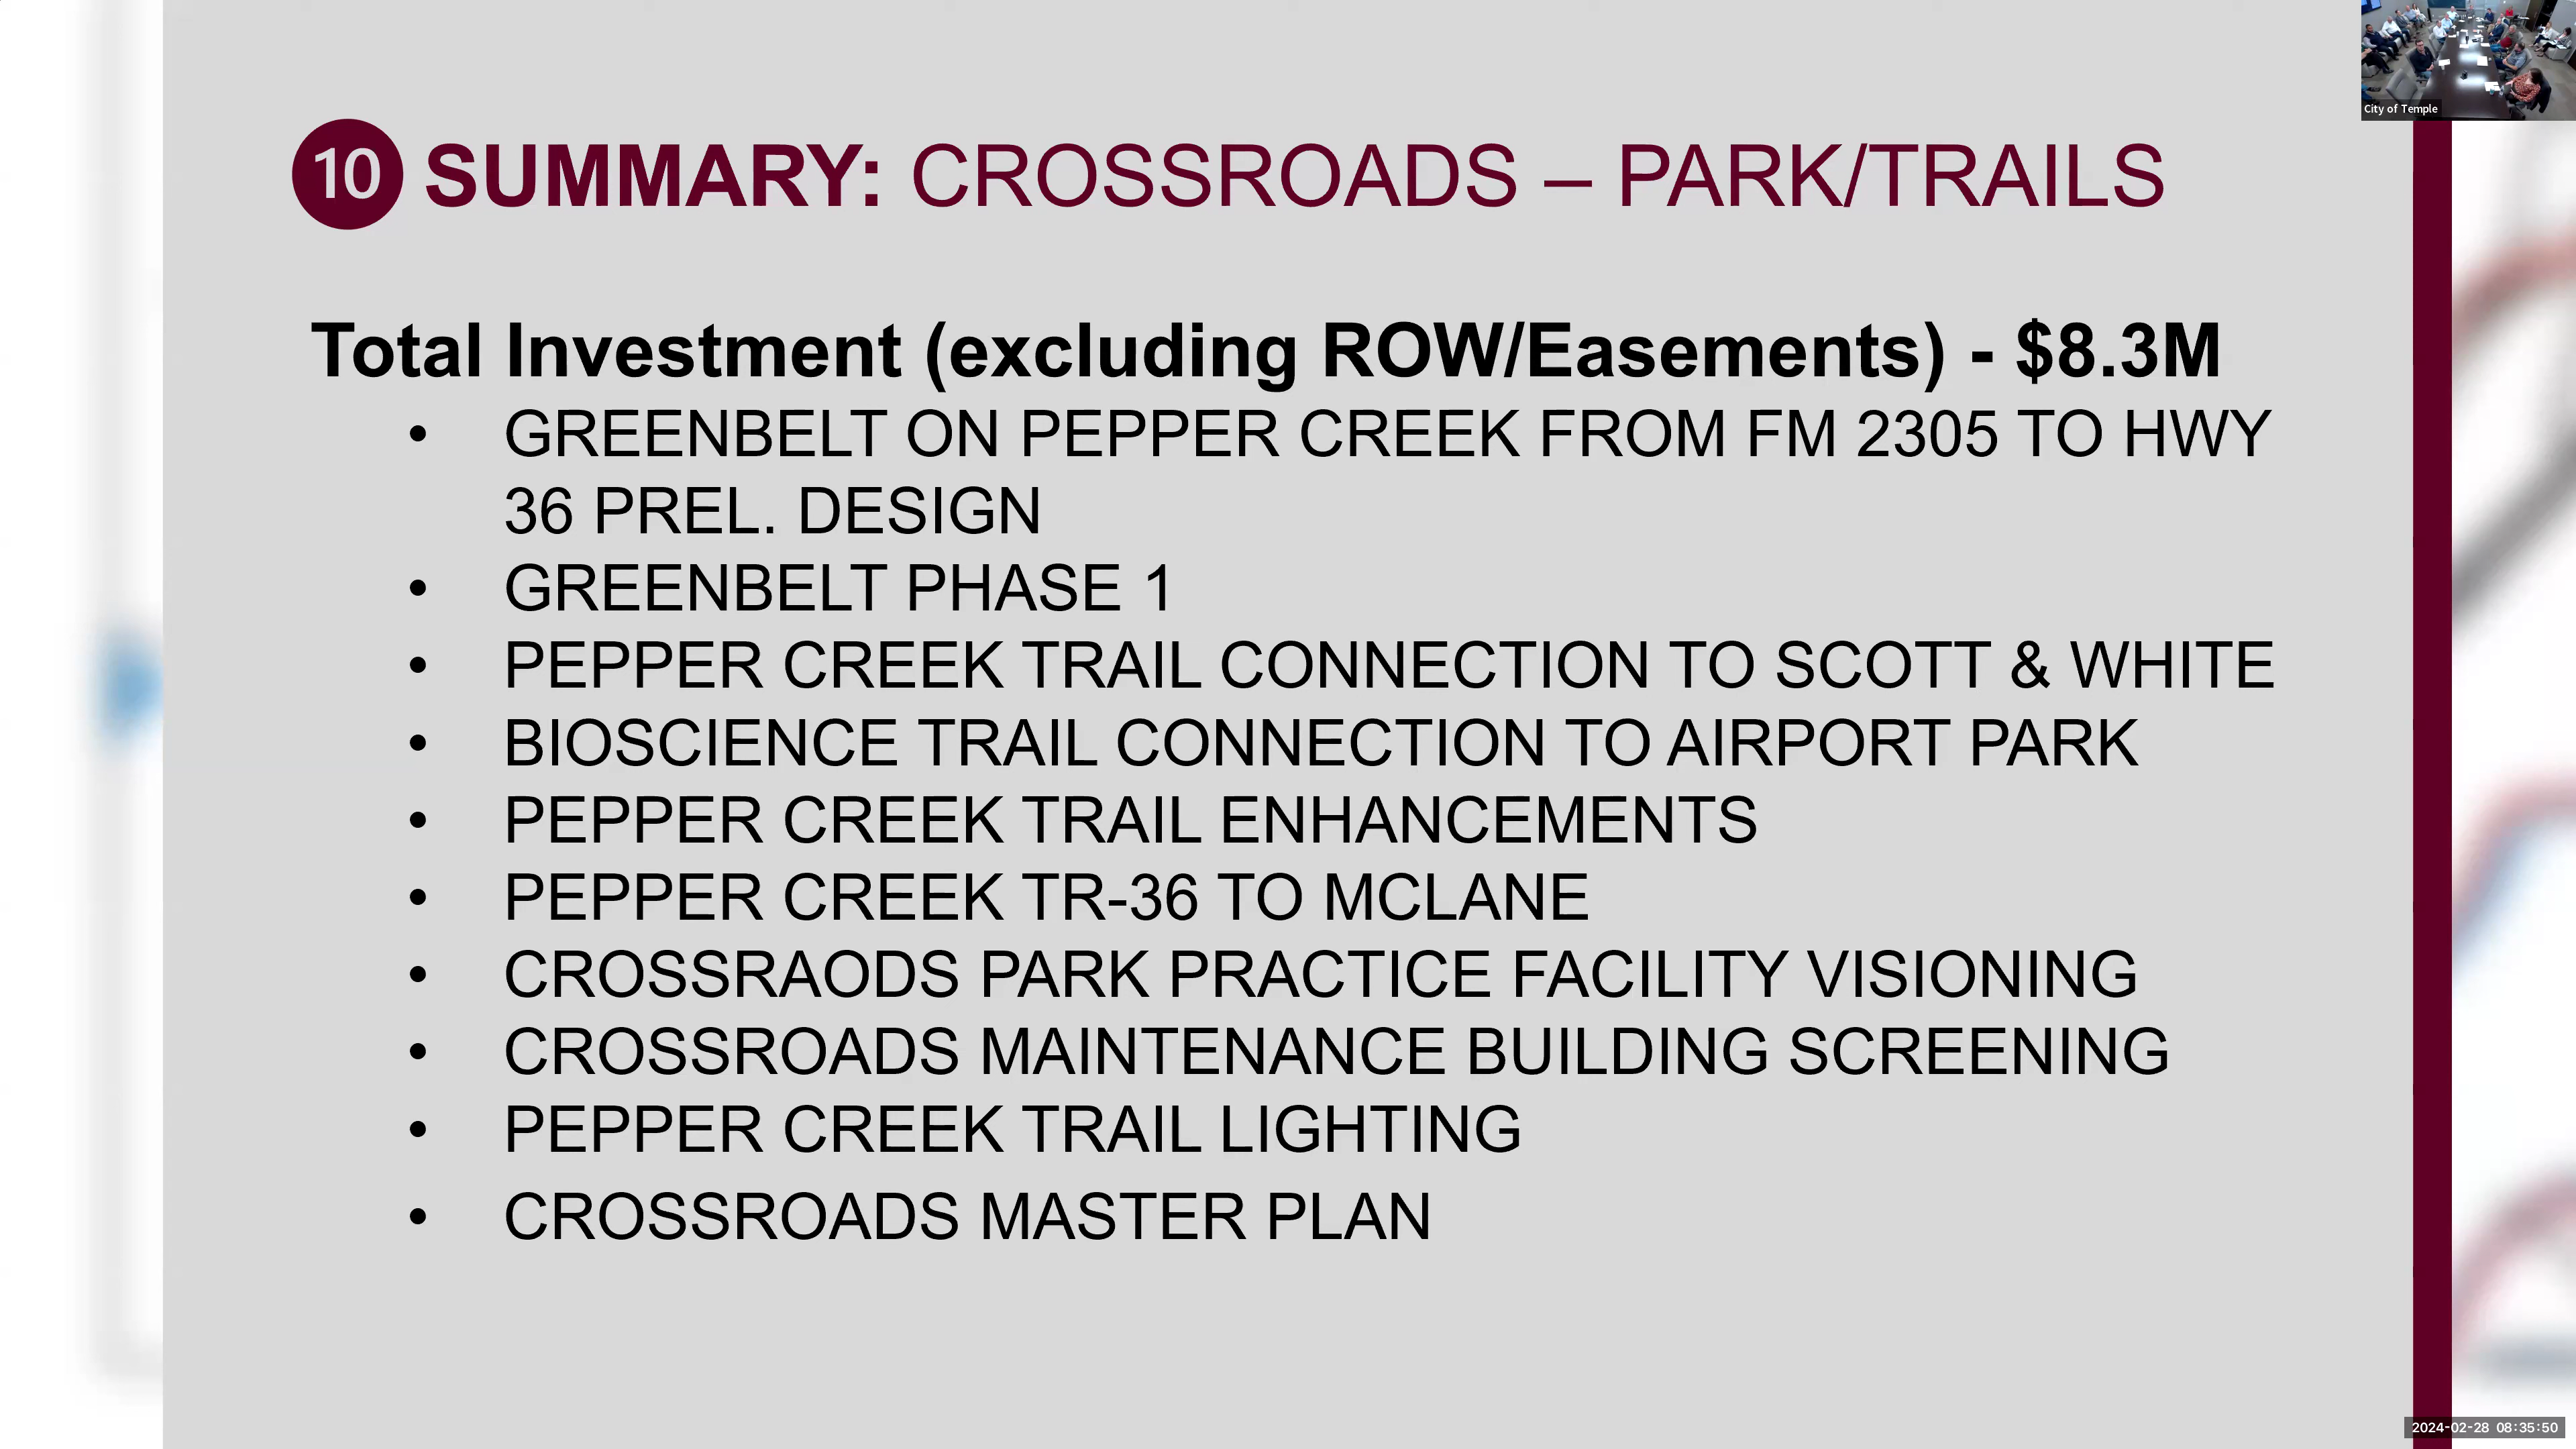 City of Temple
10 SUMMARY: CROSSROADS – PARK/TRAILS
Total Investment (excluding ROW/Easements) - $8.3M
• GREENBELT ON PEPPER CREEK FROM FM 2305 TO HWY
36 PREL. DESIGN
• GREENBELT PHASE 1
• PEPPER CREEK TRAIL CONNECTION TO SCOTT & WHITE
• BIOSCIENCE TRAIL CONNECTION TO AIRPORT PARK
• PEPPER CREEK TRAIL ENHANCEMENTS
• PEPPER CREEK TR-36 TO MCLANE
• CROSSRAODS PARK PRACTICE FACILITY VISIONING
• CROSSROADS MAINTENANCE BUILDING SCREENING
• PEPPER CREEK TRAIL LIGHTING
• CROSSROADS MASTER PLAN
2024-02-28 08:35:50